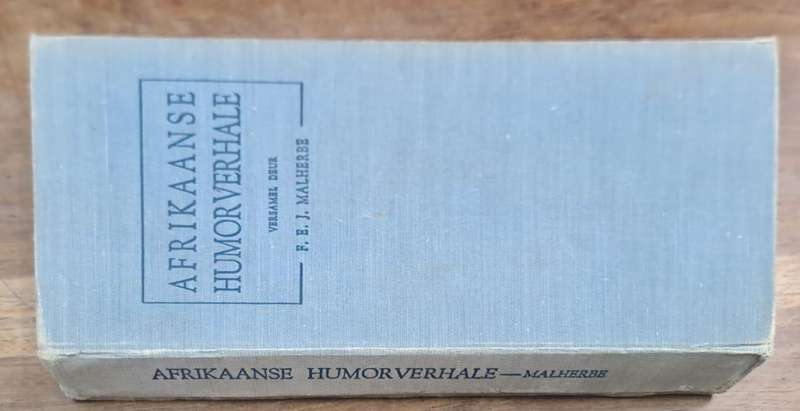 AFRIKAANSE
HUMORVERHALE
VERSAMEL DEUR
F. E. J. MALHERBE
AFRIKAANSE HUMORVERHALE — MALHERBE